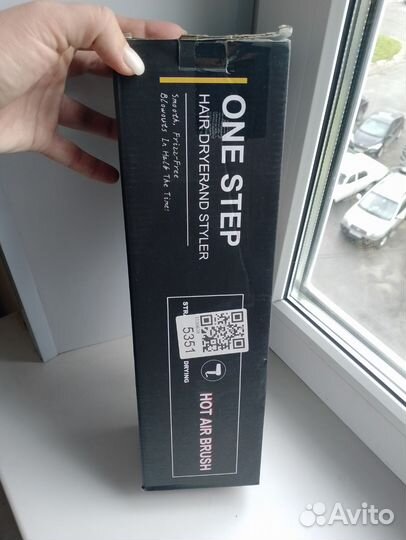 ONE STEP
HAIR DRYERAND STYLER
Smooth, Frizz-Free
Blowouts In Half The Time!
STRA
DRYING
5351
HOT AIR BRUSH
Avito